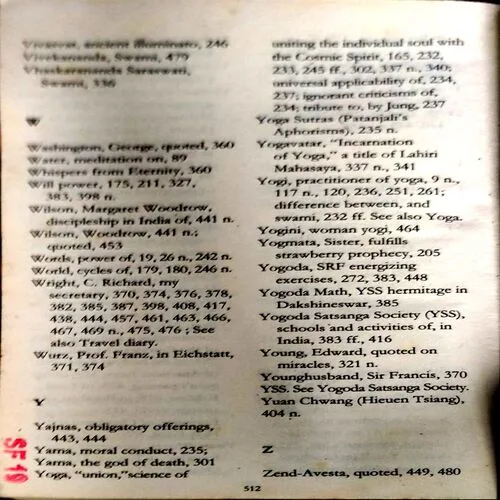 Vivasvat, ancient illuminato, 246
Vivekananda, Swami, 479
Vhaskarananda Saraswati,
Swami, 336
W
Washington, George, quoted, 360
Water, meditation on, 89
Whispers from Eternity, 360
Will power, 175, 211, 327,
383, 398 n.
Wilson, Margaret Woodrow,
discipleship in India of, 441 n.
Wilson, Woodrow, 441 n.;
quoted, 453
Words, power of, 19, 26 n., 242 n.
World, cycles of, 179, 180, 246 n.
Wright, C. Richard, my
secretary, 370, 374, 376, 378,
382, 385, 387, 398, 408, 417,
438, 444, 457, 461, 463, 466,
467, 469 n., 475, 476 ; See
also Travel diary.
Wutz, Prof. Franz, in Eichstatt,
371, 374
Y
Yajnas, obligatory offerings,
443, 444
Yama, moral conduct, 235;
Yama, the god of death, 301
Yoga, "union,"science of
uniting the individual soul with
the Cosmic Spirit, 165, 232,
233, 245 ff., 302, 337 n., 340;
universal applicability of, 234,
237; ignorant criticisms of,
234; tribute to, by Jung, 237
Yoga Sutras (Patanjali's
Aphorisms), 235 n.
Yogavatar, "Incarnation
of Yoga," a title of Lahiri
Mahasaya, 337 n., 341
Yogi, practitioner of yoga, 9 n.,
117 n., 120, 236, 251, 261;
difference between, and
swami, 232 ff. See also Yoga.
Yogini, woman yogi, 464
Yogmata, Sister, fulfills
strawberry prophecy, 205
Yogoda, SRF energizing
exercises, 272, 383, 448
Yogoda Math, YSS hermitage in
Dakshineswar, 385
Yogoda Satsanga Society (YSS),
schools and activities of, in
India, 383 ff., 416
Young, Edward, quoted on
miracles, 321 n.
Younghusband, Sir Francis, 370
YSS. See Yogoda Satsanga Society.
Yuan Chwang (Hieuen Tsiang),
404 n.
Z
Zend-Avesta, quoted, 449, 480
512
SF 19